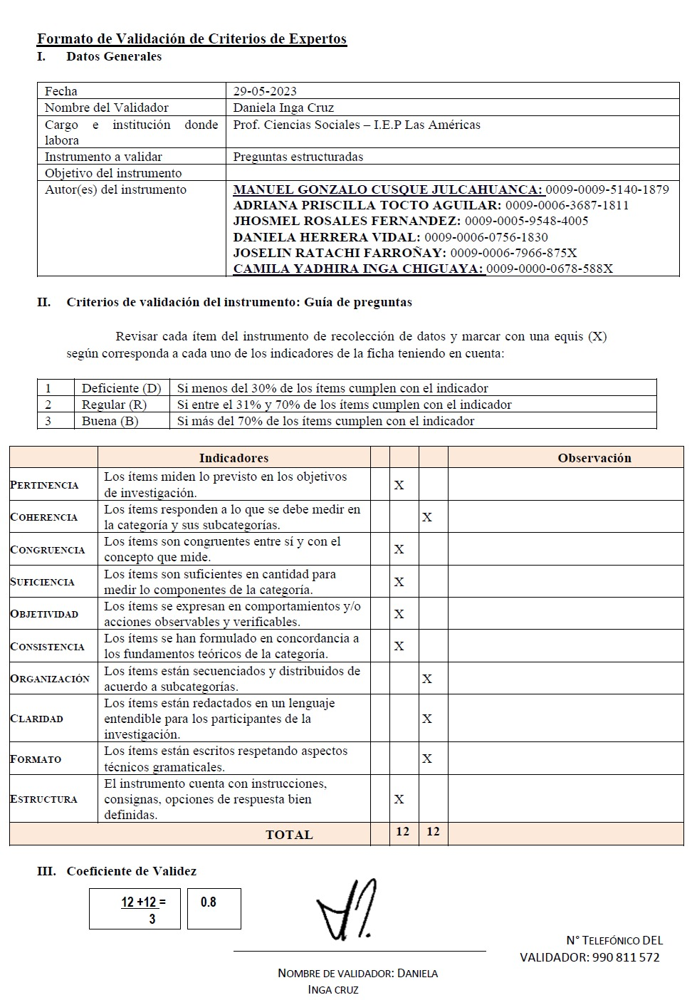 Formato de Validación de Criterios de Expertos
I. Datos Generales
Fecha 29-05-2023
Nombre del Validador Daniela Inga Cruz
Cargo e institución donde Prof. Ciencias Sociales – I.E.P Las Américas
labora
Instrumento a validar Preguntas estructuradas
Objetivo del instrumento
Autor(es) del instrumento MANUEL GONZALO CUSQUE JULCAHUANCA: 0009-0009-5140-1879
ADRIANA PRISCILLA TOCTO AGUILAR: 0009-0006-3687-1811
JHOSMEL ROSALES FERNANDEZ: 0009-0005-9548-4005
DANIELA HERRERA VIDAL: 0009-0006-0756-1830
JOSELIN RATACHI FARROÑAY: 0009-0006-7966-875X
CAMILA YADHIRA INGA CHIGUAYA: 0009-0000-0678-588X
II. Criterios de validación del instrumento: Guía de preguntas
Revisar cada ítem del instrumento de recolección de datos y marcar con una equis (X)
según corresponda a cada uno de los indicadores de la ficha teniendo en cuenta:
1 Deficiente (D) Si menos del 30% de los ítems cumplen con el indicador
2 Regular (R) Si entre el 31% y 70% de los ítems cumplen con el indicador
3 Buena (B) Si más del 70% de los ítems cumplen con el indicador
Indicadores Observación
PERTINENCIA Los ítems miden lo previsto en los objetivos
de investigación. X
COHERENCIA Los ítems responden a lo que se debe medir en
la categoría y sus subcategorías. X
CONGRUENCIA Los ítems son congruentes entre sí y con el
concepto que mide. X
SUFICIENCIA Los ítems son suficientes en cantidad para
medir lo componentes de la categoría. X
OBJETIVIDAD Los ítems se expresan en comportamientos y/o
acciones observables y verificables. X
CONSISTENCIA Los ítems se han formulado en concordancia a
los fundamentos teóricos de la categoría. X
ORGANIZACIÓN Los ítems están secuenciados y distribuidos de
acuerdo a subcategorías. X
CLARIDAD Los ítems están redactados en un lenguaje
entendible para los participantes de la X
investigación.
FORMATO Los ítems están escritos respetando aspectos
técnicos gramaticales. X
ESTRUCTURA El instrumento cuenta con instrucciones,
consignas, opciones de respuesta bien X
definidas.
TOTAL 12 12
III. Coeficiente de Validez
12 +12 = 0.8
3
N° TELEFÓNICO DEL
VALIDADOR: 990 811 572
NOMBRE DE VALIDADOR: DANIELA
INGA CRUZ